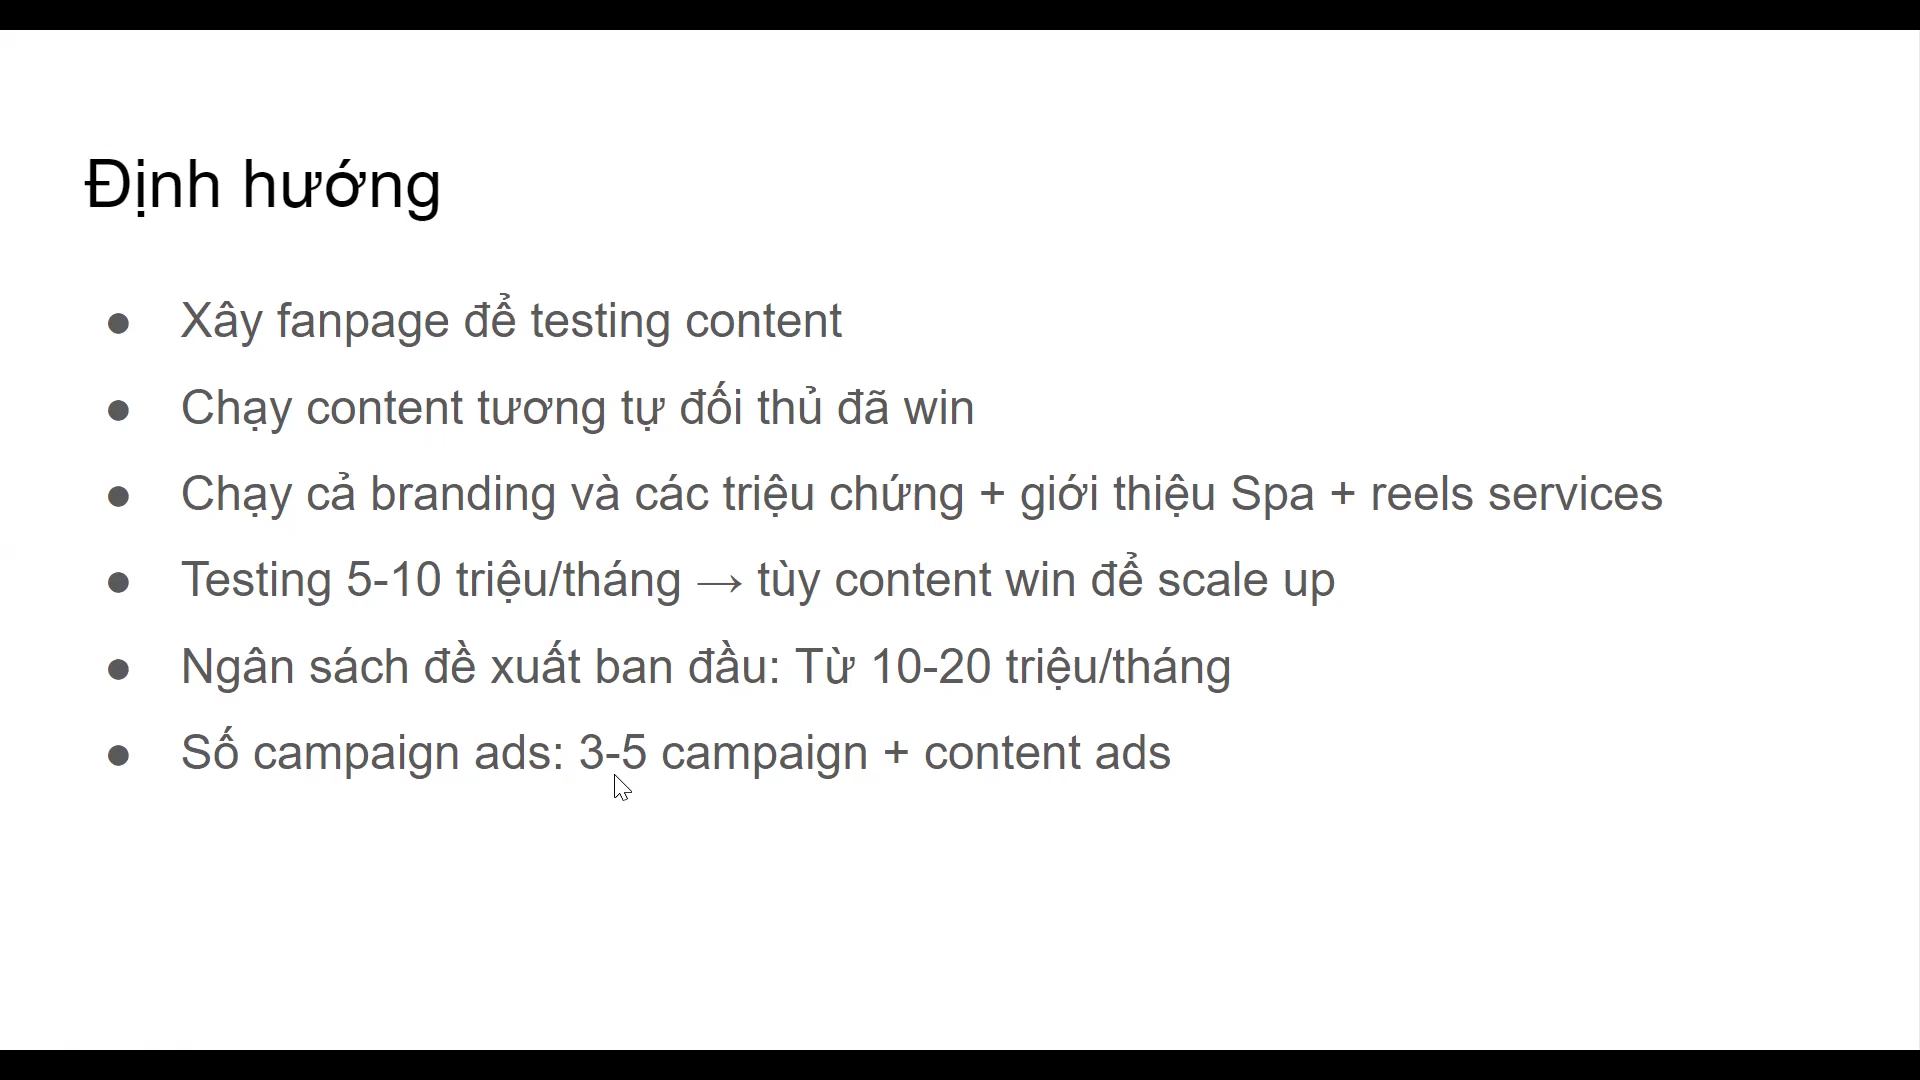 Định hướng
● Xây fanpage để testing content
● Chạy content tương tự đối thủ đã win
● Chạy cả branding và các triệu chứng + giới thiệu Spa + reels services
● Testing 5-10 triệu/tháng → tùy content win để scale up
● Ngân sách đề xuất ban đầu: Từ 10-20 triệu/tháng
● Số campaign ads: 3-5 campaign + content ads